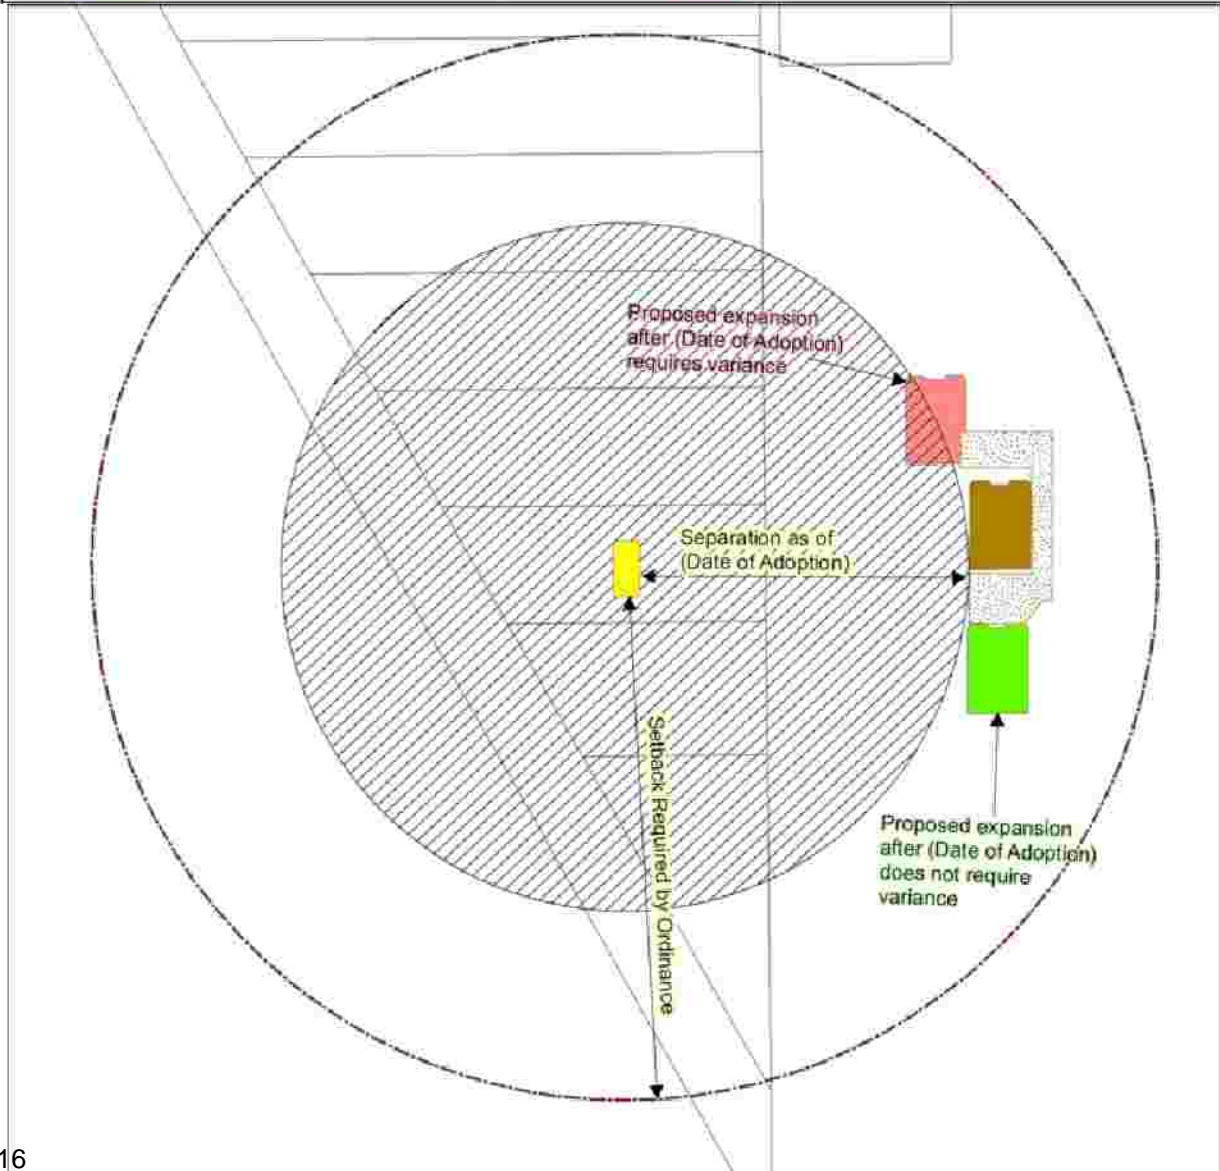 Proposed expansion
after (Date of Adoption)
requires variance
Separation as of
(Date of Adoption)
Setback Required by Ordinance
Proposed expansion
after (Date of Adoption)
does not require
variance
16